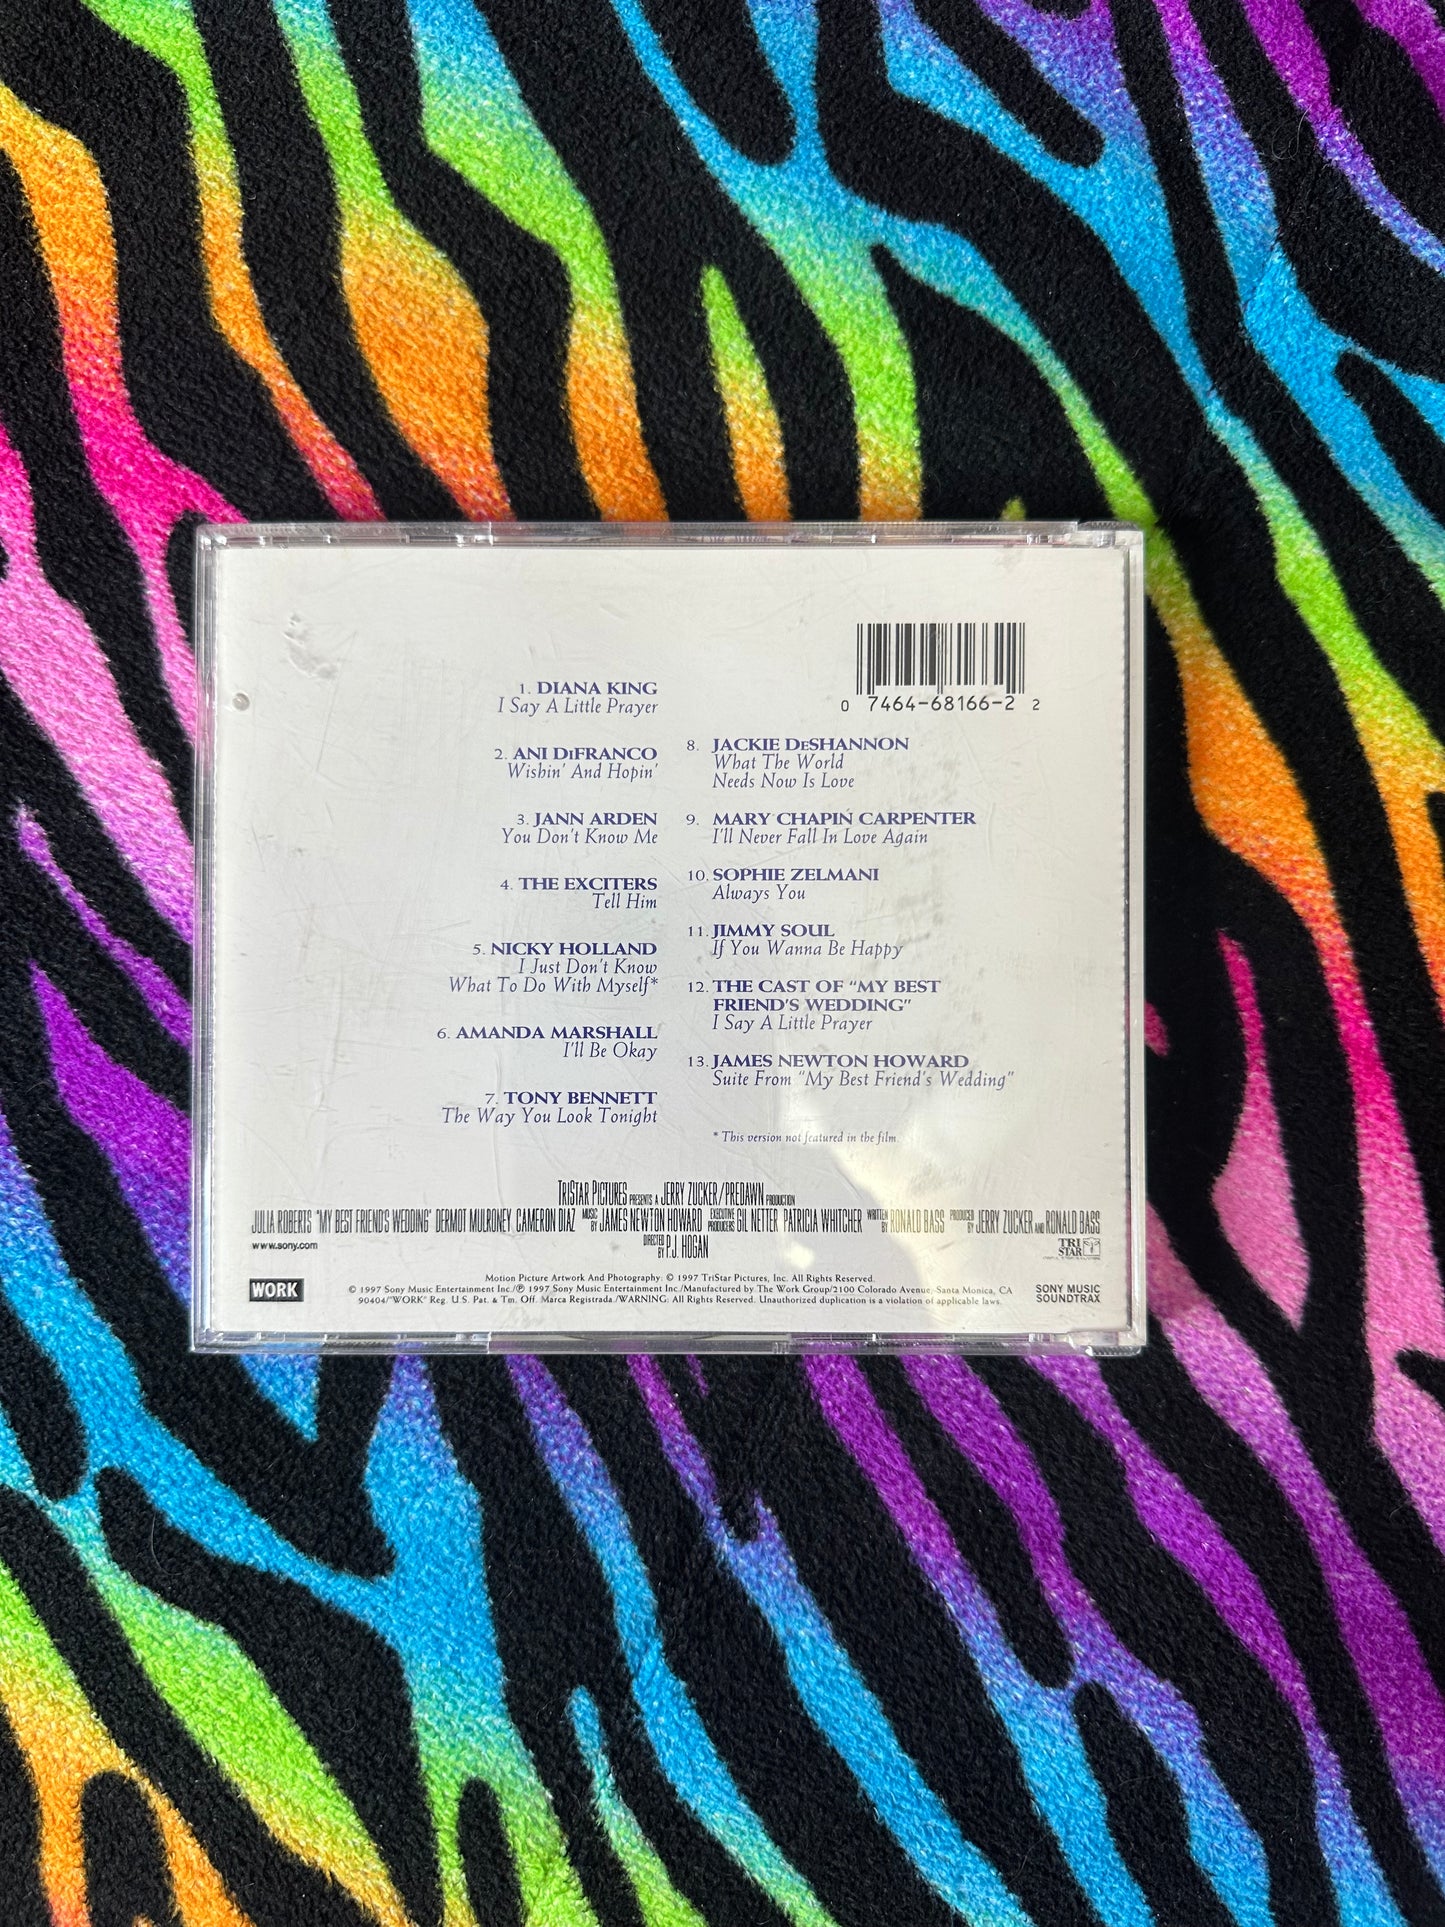 1. DIANA KING
I Say A Little Prayer
2. ANI DiFRANCO
Wishin' And Hopin'
3. JANN ARDEN
You Don't Know Me
4. THE EXCITERS
Tell Him
5. NICKY HOLLAND
I Just Don't Know
What To Do With Myself*
6. AMANDA MARSHALL
I'll Be Okay
7. TONY BENNETT
The Way You Look Tonight
0 7464-68166-2 2
8. JACKIE DeSHANNON
What The World
Needs Now Is Love
9. MARY CHAPIN CARPENTER
I'll Never Fall In Love Again
10. SOPHIE ZELMANI
Always You
11. JIMMY SOUL
If You Wanna Be Happy
12. THE CAST OF "MY BEST
FRIEND'S WEDDING"
I Say A Little Prayer
13. JAMES NEWTON HOWARD
Suite From "My Best Friend's Wedding"
* This version not featured in the film.
TRISTAR PICTURES PRESENTS A JERRY ZUCKER/PREDAWN PRODUCTION
JULIA ROBERTS "MY BEST FRIEND'S WEDDING" DERMOT MULRONEY CAMERON DIAZ MUSIC BY JAMES NEWTON HOWARD EXECUTIVE PRODUCERS GIL NETTER PATRICIA WHITCHER WRITTEN BY RONALD BASS PRODUCED BY JERRY ZUCKER AND RONALD BASS
www.sony.com
DIRECTED BY P.J. HOGAN
TRI STAR
WORK
Motion Picture Artwork And Photography: © 1997 TriStar Pictures, Inc. All Rights Reserved.
© 1997 Sony Music Entertainment Inc./℗ 1997 Sony Music Entertainment Inc./Manufactured by The Work Group/2100 Colorado Avenue, Santa Monica, CA
90404/"WORK" Reg. U.S. Pat. & Tm. Off. Marca Registrada./WARNING: All Rights Reserved. Unauthorized duplication is a violation of applicable laws.
SONY MUSIC
SOUNDTRAX